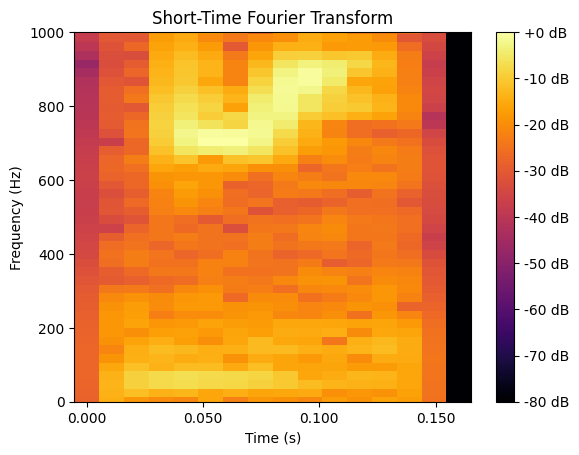 Short-Time Fourier Transform
1000
800
600
400
200
0
Frequency (Hz)
0.000
0.050
0.100
0.150
Time (s)
+0 dB
-10 dB
-20 dB
-30 dB
-40 dB
-50 dB
-60 dB
-70 dB
-80 dB